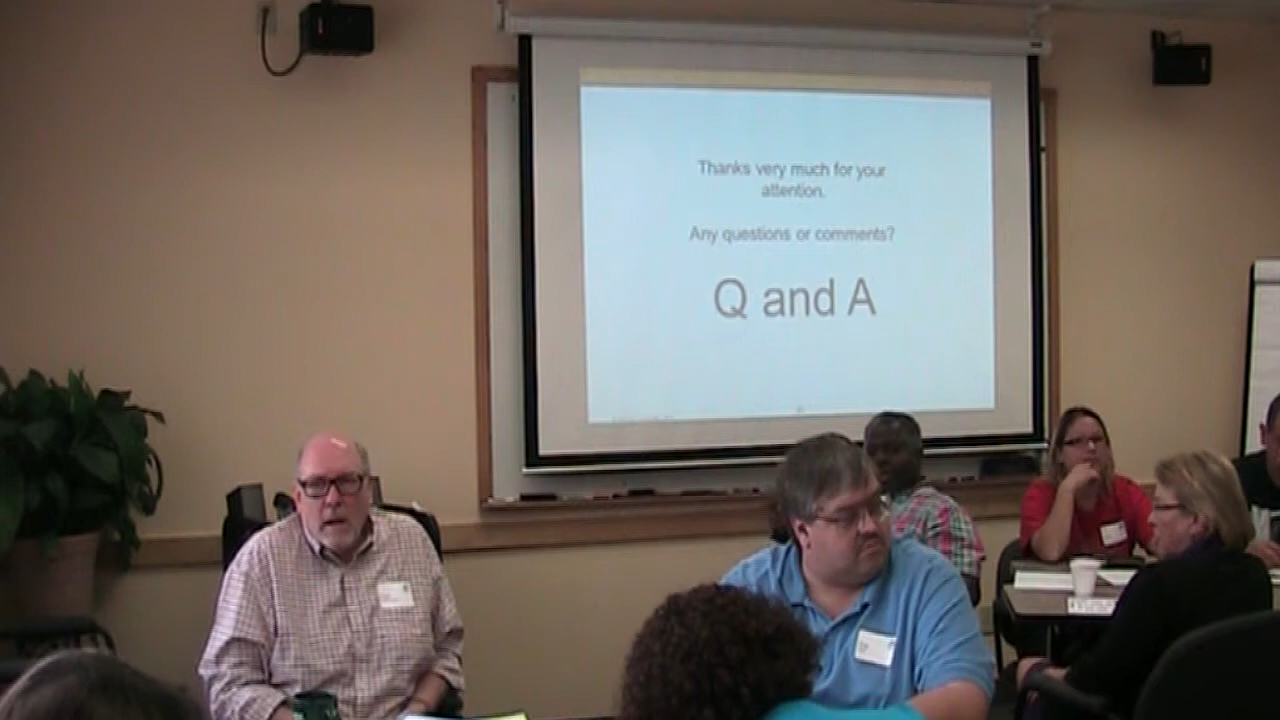 Thanks very much for your
attention.
Any questions or comments?
Q and A